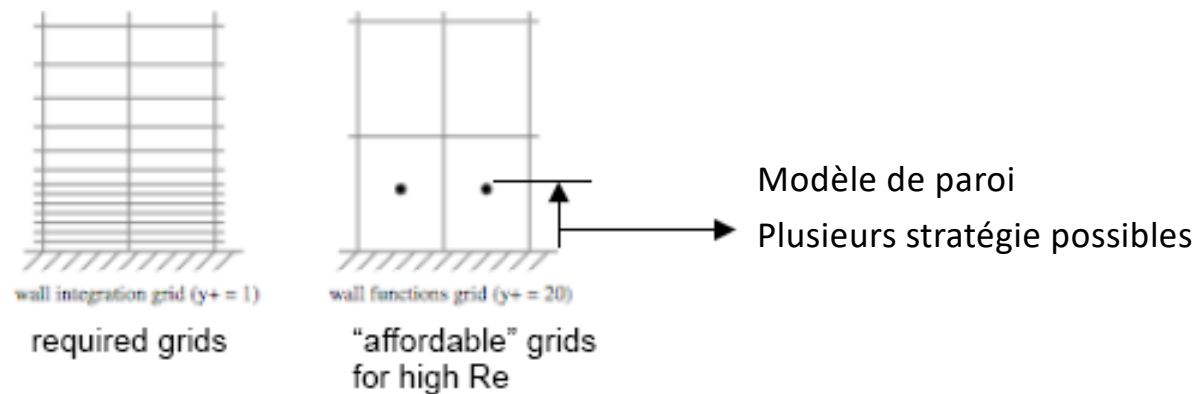 Modèle de paroi
Plusieurs stratégie possibles
wall integration grid (y+ = 1)
wall functions grid (y+ = 20)
required grids
“affordable” grids
for high Re